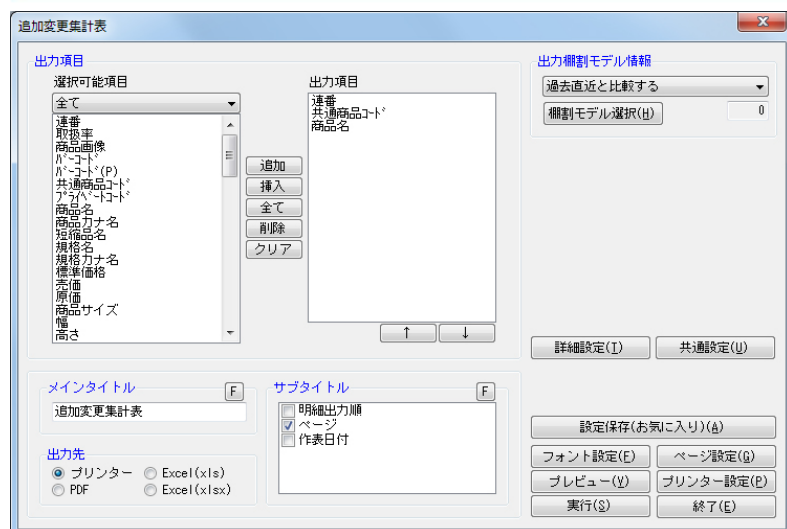 追加変更集計表
出力項目
選択可能項目
全て
連番
取扱率
商品画像
ﾊﾞｰｺｰﾄﾞ
ﾊﾞｰｺｰﾄﾞ(P)
共通商品ｺｰﾄﾞ
ﾌﾟﾗｲﾍﾞｰﾄｺｰﾄﾞ
商品名
商品カナ名
短縮品名
規格名
規格カナ名
標準価格
売価
原価
商品サイズ
幅
高さ
追加
挿入
全て
削除
クリア
出力項目
連番
共通商品ｺｰﾄﾞ
商品名
↑ ↓
出力棚割モデル情報
過去直近と比較する
棚割モデル選択(H) 0
詳細設定(I) 共通設定(U)
メインタイトル F
追加変更集計表
出力先
プリンター Excel(xls)
PDF Excel(xlsx)
サブタイトル F
明細出力順
ページ
作表日付
設定保存(お気に入り)(A)
フォント設定(F) ページ設定(G)
プレビュー(V) プリンター設定(P)
実行(S) 終了(E)